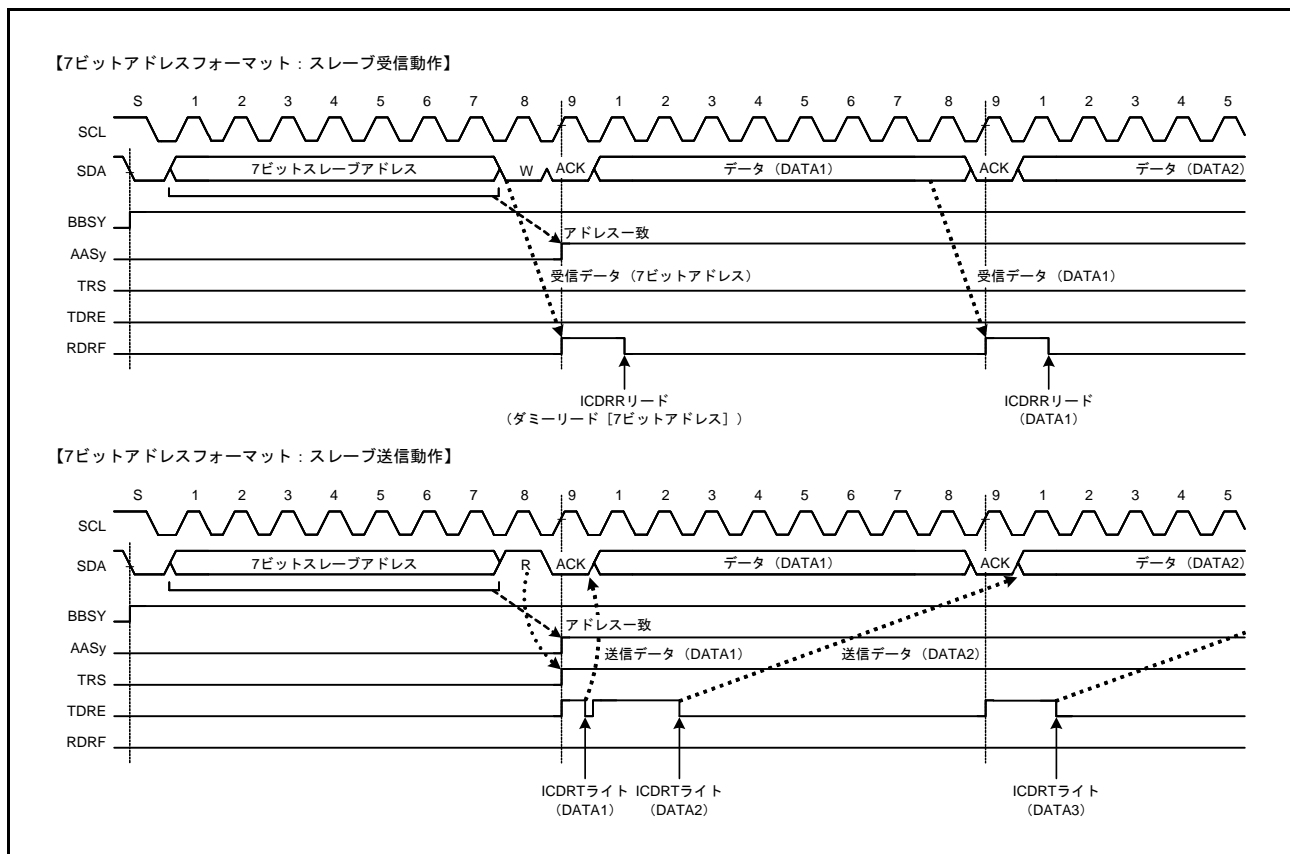 【7ビットアドレスフォーマット：スレーブ受信動作】
S 1 2 3 4 5 6 7 8 9 1 2 3 4 5 6 7 8 9 1 2 3 4 5
SCL
SDA 7ビットスレーブアドレス W ACK データ（DATA1） ACK データ（DATA2）
BBSY
アドレス一致
AASy
受信データ（7ビットアドレス） 受信データ（DATA1）
TRS
TDRE
RDRF
ICDRRリード ICDRRリード
（ダミーリード［7ビットアドレス］） （DATA1）
【7ビットアドレスフォーマット：スレーブ送信動作】
S 1 2 3 4 5 6 7 8 9 1 2 3 4 5 6 7 8 9 1 2 3 4 5
SCL
SDA 7ビットスレーブアドレス R ACK データ（DATA1） ACK データ（DATA2）
BBSY
アドレス一致
AASy
送信データ（DATA1） 送信データ（DATA2）
TRS
TDRE
RDRF
ICDRTライト ICDRTライト ICDRTライト
（DATA1） （DATA2） （DATA3）